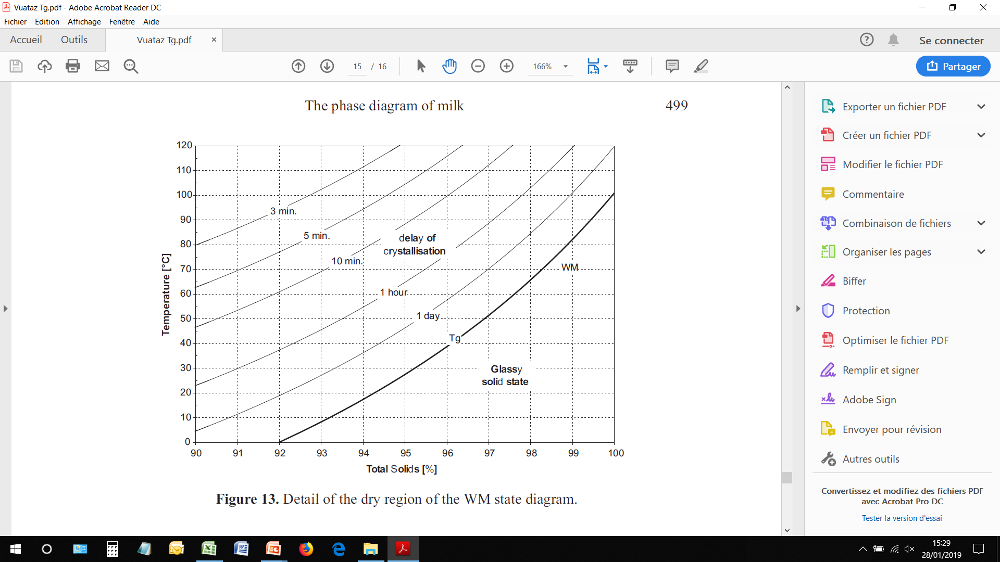 Vuataz Tg.pdf - Adobe Acrobat Reader DC
Fichier Edition Affichage Fenêtre Aide
Accueil Outils Vuataz Tg.pdf × ? Se connecter
15 / 16 166% Partager
The phase diagram of milk 499
120
110
100
90
80
70
60
50
40
30
20
10
0
Temperature [°C]
3 min.
5 min.
10 min.
delay of
crystallisation
1 hour
1 day
WM
Tg
Glassy
solid state
90 91 92 93 94 95 96 97 98 99 100
Total Solids [%]
Figure 13. Detail of the dry region of the WM state diagram.
Exporter un fichier PDF
Créer un fichier PDF
Modifier le fichier PDF
Commentaire
Combinaison de fichiers
Organiser les pages
Biffer
Protection
Optimiser le fichier PDF
Remplir et signer
Adobe Sign
Envoyer pour révision
Autres outils
Convertissez et modifiez des fichiers PDF
avec Acrobat Pro DC
Tester la version d'essai
15:29
28/01/2019